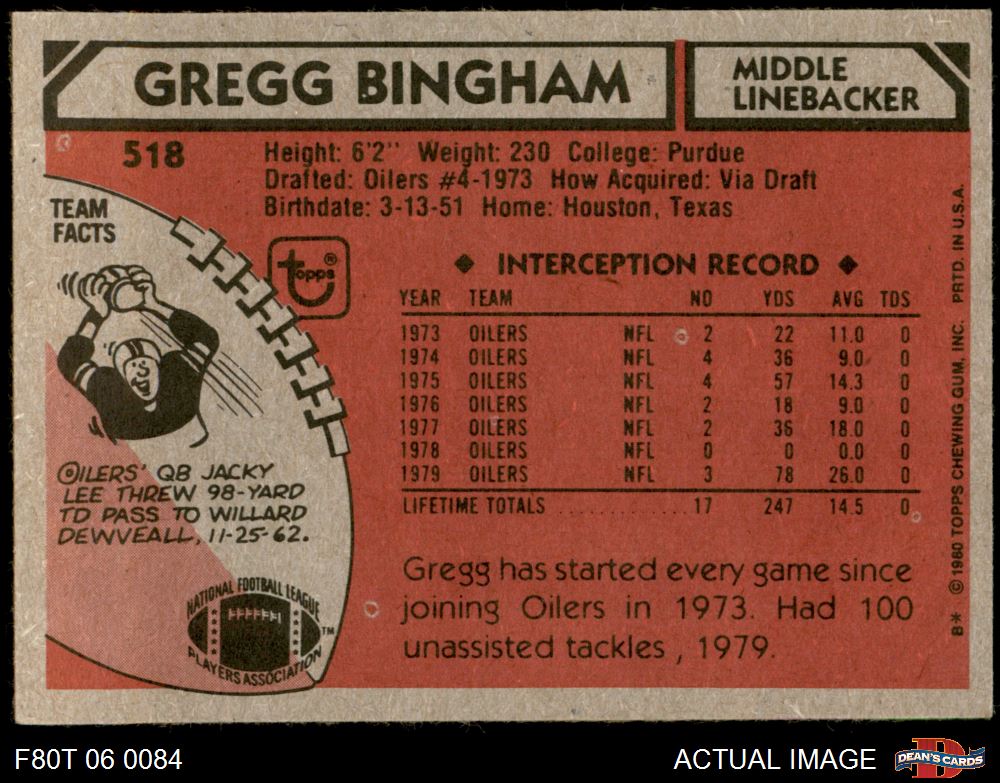 GREGG BINGHAM
MIDDLE
LINEBACKER
518
Height: 6'2" Weight: 230 College: Purdue
Drafted: Oilers #4-1973 How Acquired: Via Draft
Birthdate: 3-13-51 Home: Houston, Texas
TEAM
FACTS
topps®
◆ INTERCEPTION RECORD ◆
YEAR TEAM NO YDS AVG TDS
1973 OILERS NFL 2 22 11.0 0
1974 OILERS NFL 4 36 9.0 0
1975 OILERS NFL 4 57 14.3 0
1976 OILERS NFL 2 18 9.0 0
1977 OILERS NFL 2 36 18.0 0
1978 OILERS NFL 0 0 0.0 0
1979 OILERS NFL 3 78 26.0 0
LIFETIME TOTALS ............ 17 247 14.5 0
OILERS' QB JACKY
LEE THREW 98-YARD
TD PASS TO WILLARD
DEWVEALL, 11-25-62.
NATIONAL FOOTBALL LEAGUE
PLAYERS ASSOCIATION
TM
Gregg has started every game since
joining Oilers in 1973. Had 100
unassisted tackles , 1979.
B* © 1980 TOPPS CHEWING GUM, INC. PRTD. IN U.S.A.
F80T 06 0084
ACTUAL IMAGE
D
DEAN'S CARDS